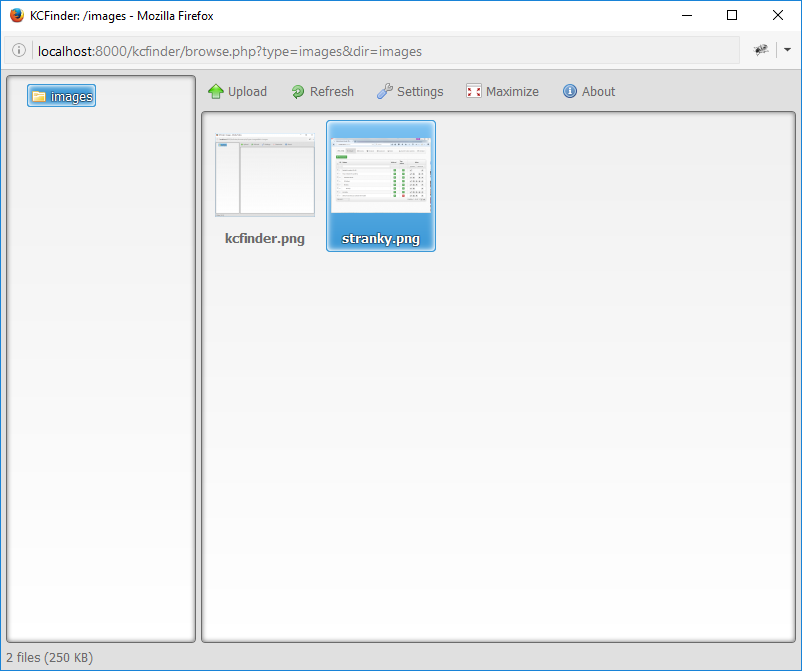 KCFinder: /images - Mozilla Firefox
localhost:8000/kcfinder/browse.php?type=images&dir=images
images
Upload Refresh Settings Maximize About
kcfinder.png stranky.png
2 files (250 KB)